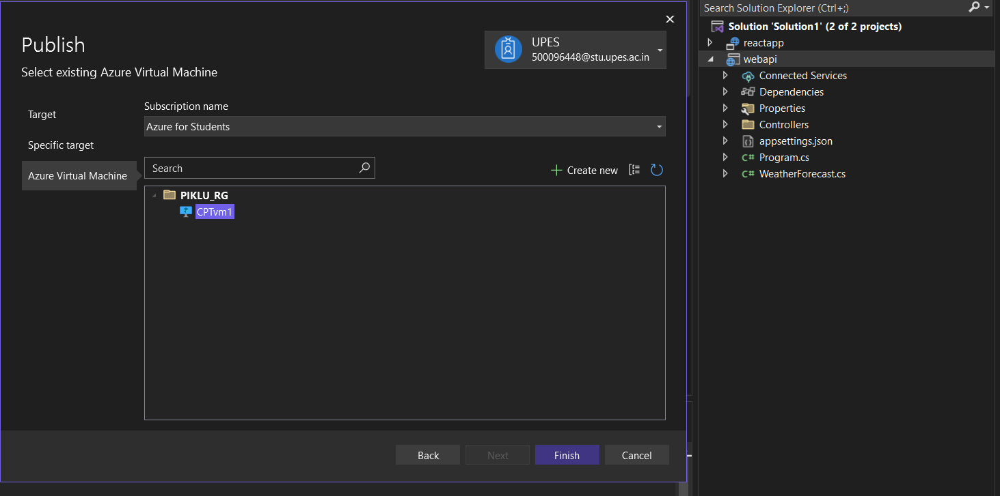 Publish
Select existing Azure Virtual Machine
UPES
500096448@stu.upes.ac.in
Target
Specific target
Azure Virtual Machine
Subscription name
Azure for Students
Search
Create new
PIKLU_RG
CPTvm1
Back
Next
Finish
Cancel
Search Solution Explorer (Ctrl+;)
Solution 'Solution1' (2 of 2 projects)
reactapp
webapi
Connected Services
Dependencies
Properties
Controllers
appsettings.json
C# Program.cs
C# WeatherForecast.cs